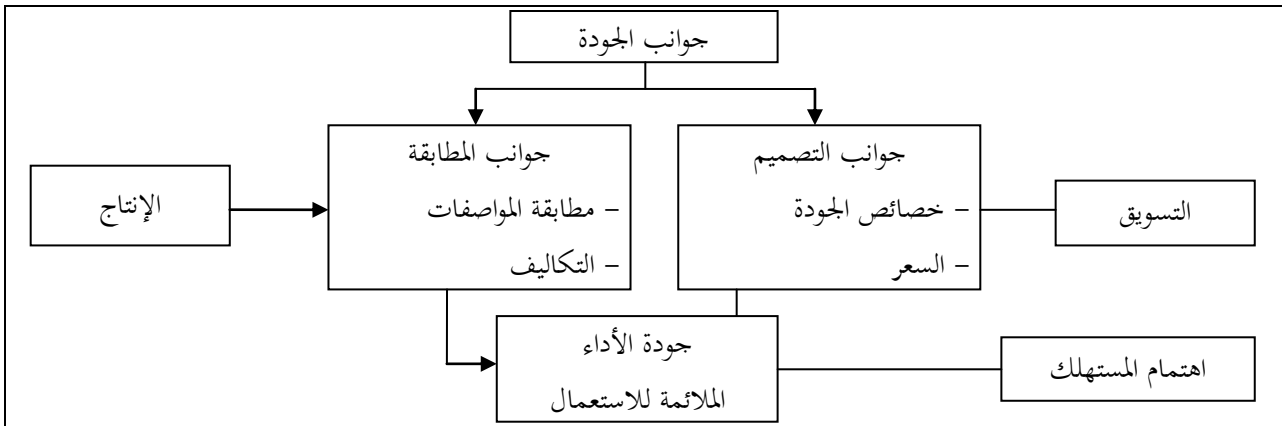 جوانب الجودة
جوانب التصميم
– خصائص الجودة
– السعر
جوانب المطابقة
– مطابقة المواصفات
– التكاليف
التسويق
الإنتاج
جودة الأداء
الملائمة للاستعمال
اهتمام المستهلك